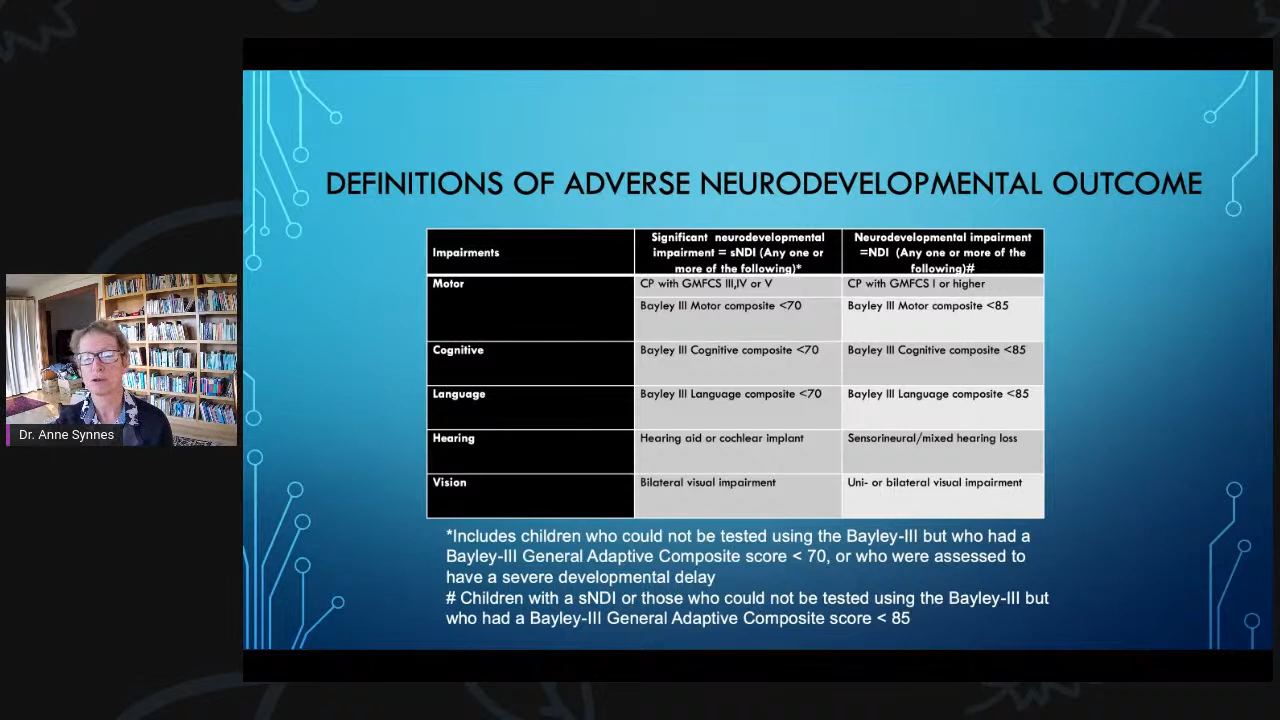 DEFINITIONS OF ADVERSE NEURODEVELOPMENTAL OUTCOME
Impairments
Significant neurodevelopmental
impairment = sNDI (Any one or
more of the following)*
Neurodevelopmental impairment
=NDI (Any one or more of the
following)#
Motor
CP with GMFCS III,IV or V
CP with GMFCS I or higher
Bayley III Motor composite <70
Bayley III Motor composite <85
Cognitive
Bayley III Cognitive composite <70
Bayley III Cognitive composite <85
Language
Bayley III Language composite <70
Bayley III Language composite <85
Hearing
Hearing aid or cochlear implant
Sensorineural/mixed hearing loss
Vision
Bilateral visual impairment
Uni- or bilateral visual impairment
*Includes children who could not be tested using the Bayley-III but who had a
Bayley-III General Adaptive Composite score < 70, or who were assessed to
have a severe developmental delay
# Children with a sNDI or those who could not be tested using the Bayley-III but
who had a Bayley-III General Adaptive Composite score < 85
Dr. Anne Synnes